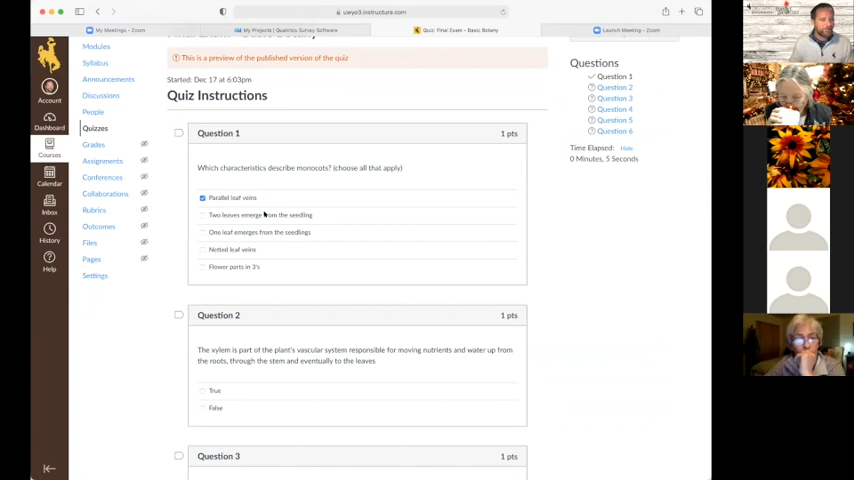 uwyo3.instructure.com
My Meetings - Zoom
My Projects | Qualtrics Survey Software
Quiz: Final Exam - Basic Botany
Launch Meeting - Zoom
Account
Dashboard
Courses
Calendar
Inbox
History
Help
Modules
Syllabus
Announcements
Discussions
People
Quizzes
Grades
Assignments
Conferences
Collaborations
Rubrics
Outcomes
Files
Pages
Settings
This is a preview of the published version of the quiz
Started: Dec 17 at 6:03pm
Quiz Instructions
Question 1
1 pts
Which characteristics describe monocots? (choose all that apply)
Parallel leaf veins
Two leaves emerge from the seedling
One leaf emerges from the seedlings
Netted leaf veins
Flower parts in 3's
Question 2
1 pts
The xylem is part of the plant's vascular system responsible for moving nutrients and water up from
the roots, through the stem and eventually to the leaves
True
False
Question 3
1 pts
Questions
Question 1
Question 2
Question 3
Question 4
Question 5
Question 6
Time Elapsed:
Hide
0 Minutes, 5 Seconds